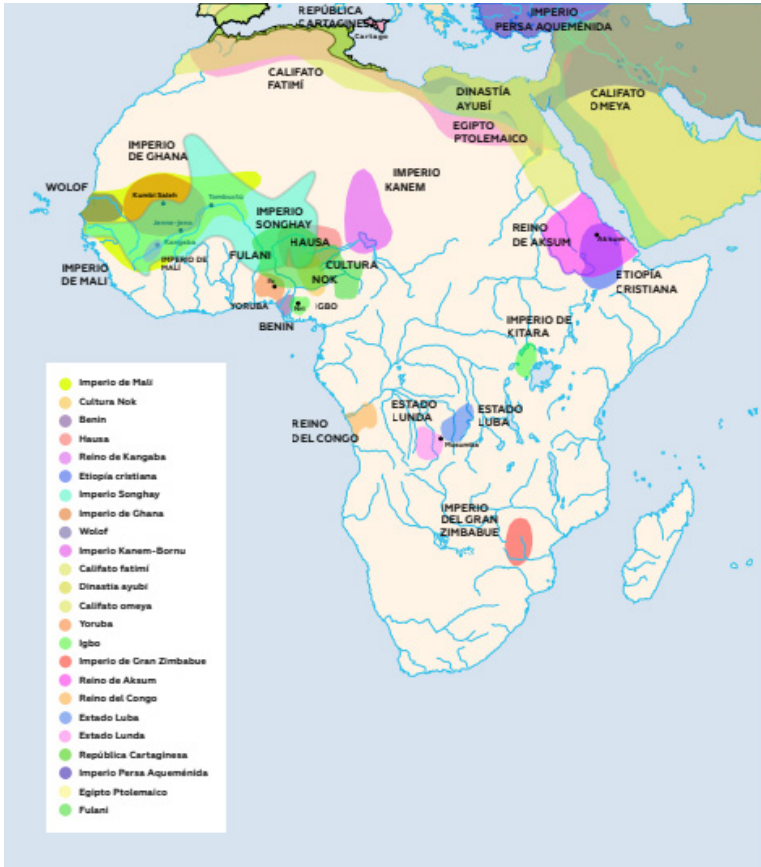 REPÚBLICA
CARTAGINESA
Cartago
IMPERIO
PERSA AQUEMÉNIDA
CALIFATO
FATIMÍ
DINASTÍA
AYUBÍ
CALIFATO
OMEYA
EGIPTO
PTOLEMAICO
IMPERIO
DE GHANA
WOLOF
Kumbi Saleh
Tombuctú
IMPERIO
KANEM
Jenne-Jeno
Kangaba
IMPERIO
SONGHAY
HAUSA
REINO
DE AKSUM
Aksum
IMPERIO
DE MALI
IMPERIO DE
MALÍ
FULANI
CULTURA
NOK
ETIOPÍA
CRISTIANA
YORUBA
IGBO
BENIN
IMPERIO DE
KITARA
REINO
DEL CONGO
ESTADO
LUNDA
ESTADO
LUBA
Musumba
IMPERIO
DEL GRAN
ZIMBABUE
Imperio de Malí
Cultura Nok
Benin
Hausa
Reino de Kangaba
Etiopía cristiana
Imperio Songhay
Imperio de Ghana
Wolof
Imperio Kanem-Bornu
Califato fatimí
Dinastía ayubí
Califato omeya
Yoruba
Igbo
Imperio de Gran Zimbabue
Reino de Aksum
Reino del Congo
Estado Luba
Estado Lunda
República Cartaginesa
Imperio Persa Aqueménida
Egipto Ptolemaico
Fulani